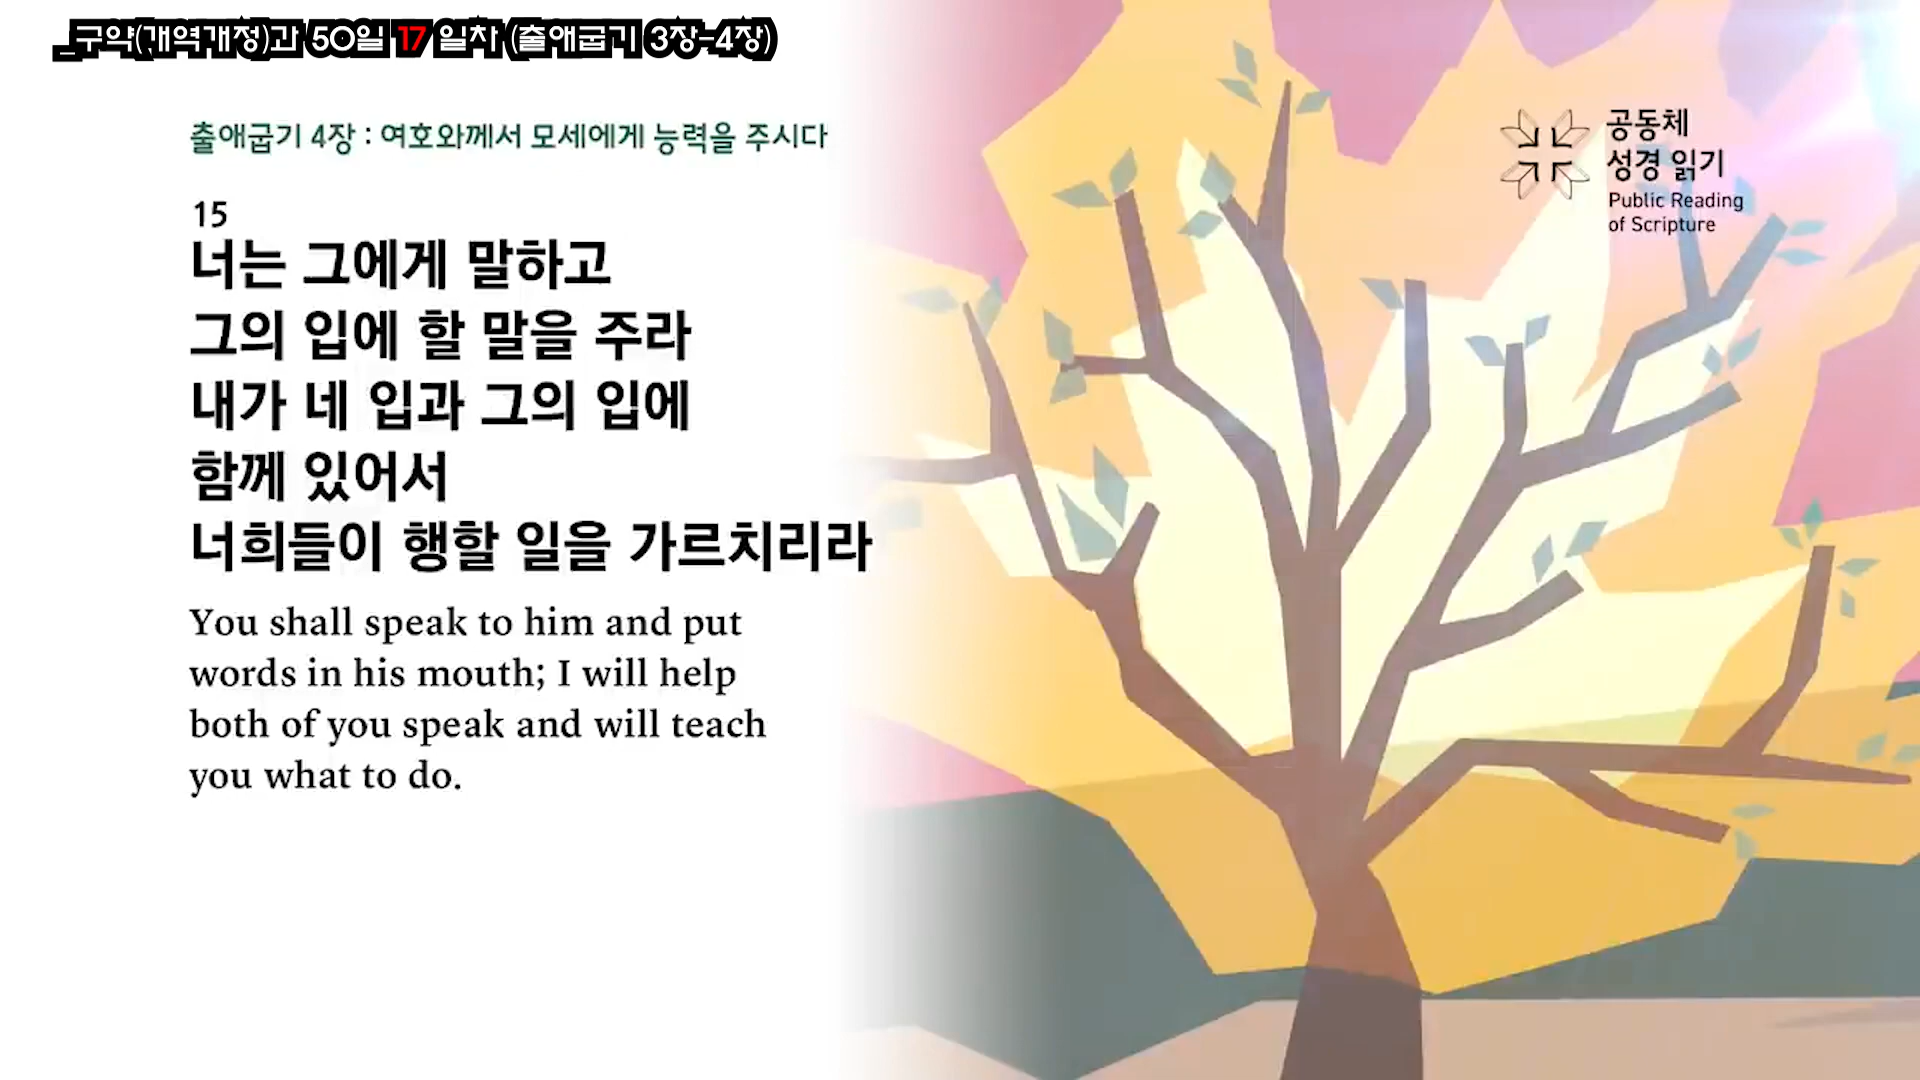 _구약(개역개정)과 50일 17 일차 (출애굽기 3장-4장)
출애굽기 4장 : 여호와께서 모세에게 능력을 주시다
15
너는 그에게 말하고
그의 입에 할 말을 주라
내가 네 입과 그의 입에
함께 있어서
너희들이 행할 일을 가르치리라
You shall speak to him and put
words in his mouth; I will help
both of you speak and will teach
you what to do.
공동체
성경 읽기
Public Reading
of Scripture